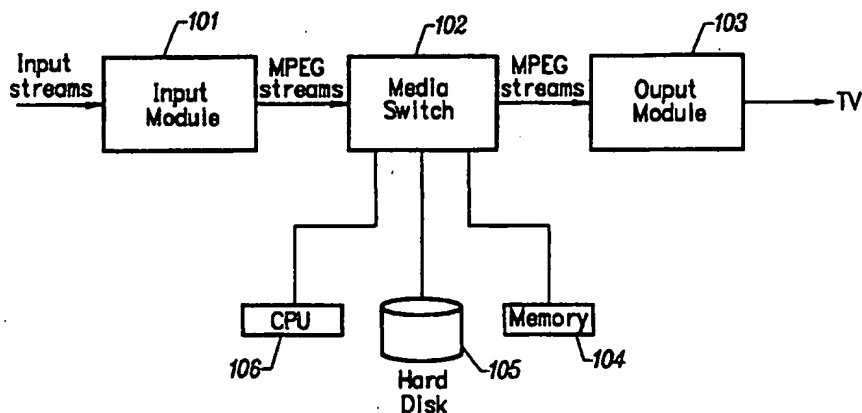 101
102
103
Input
streams
Input
Module
MPEG
streams
Media
Switch
MPEG
streams
Ouput
Module
TV
CPU
106
Hard
Disk
105
Memory
104